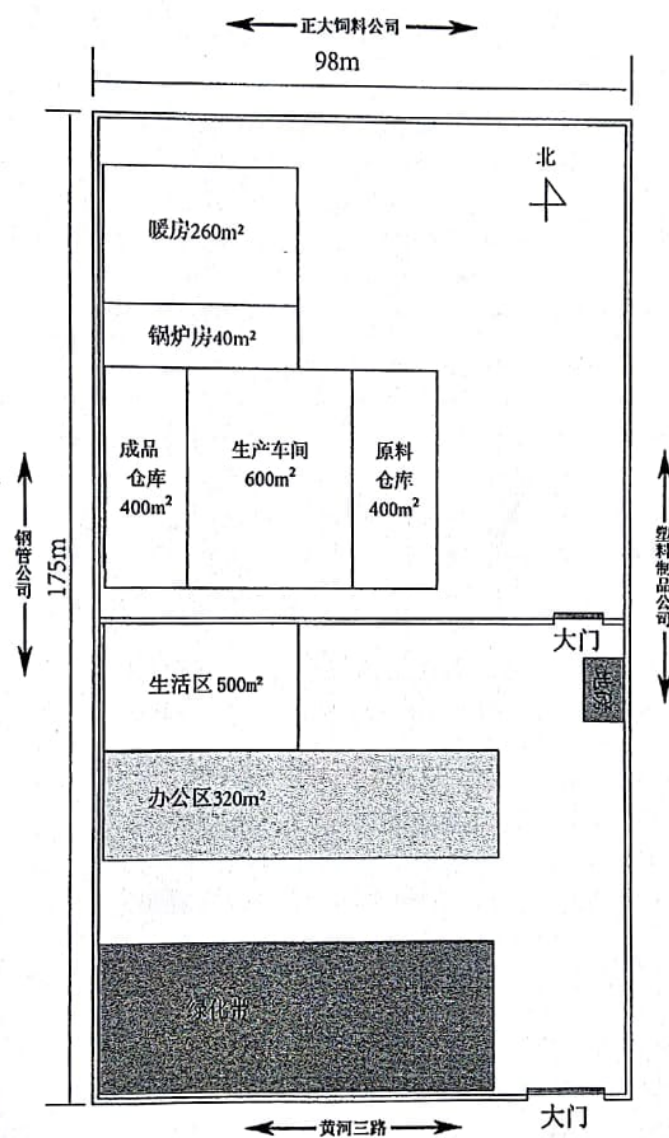 正大饲料公司
98m
北
暖房260m²
锅炉房40m²
成品
仓库
400m²
生产车间
600m²
原料
仓库
400m²
钢管公司
175m
塑料制品公司
大门
生活区 500m²
办公区320m²
绿化带
大门
黄河三路